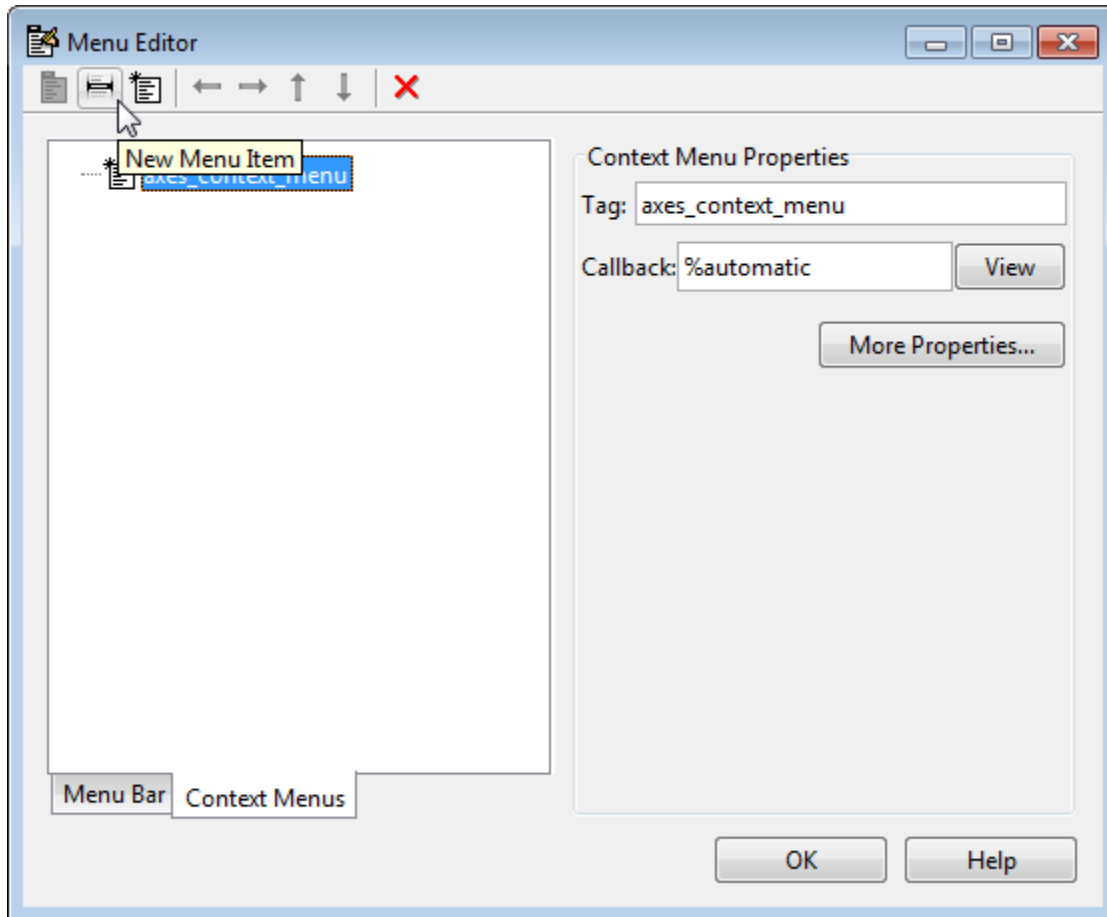 Menu Editor
New Menu Item
axes_context_menu
Context Menu Properties
Tag: axes_context_menu
Callback: %automatic View
More Properties...
Menu Bar Context Menus
OK Help